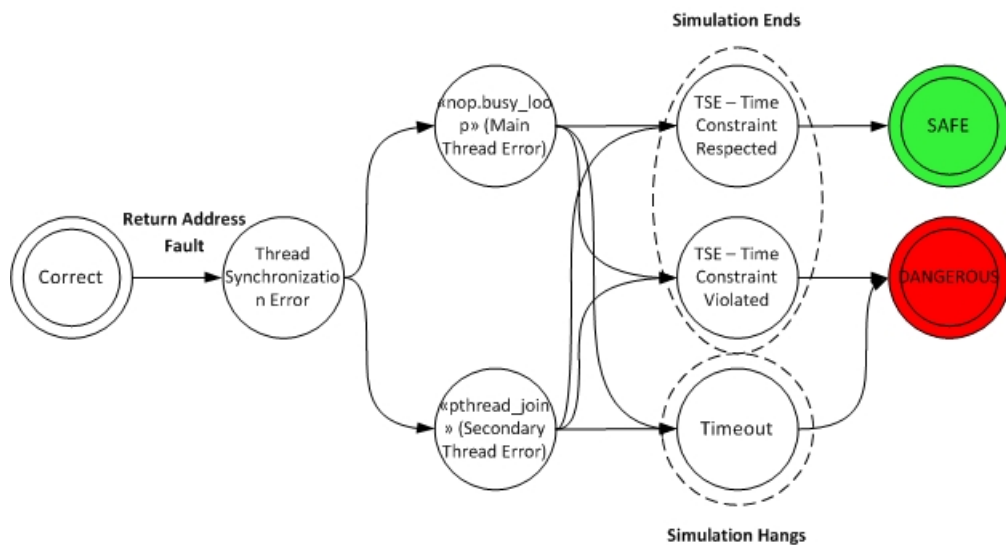 Simulation Ends
«nop.busy_loo
p» (Main
Thread Error)
TSE – Time
Constraint
Respected
SAFE
Return Address
Fault
Correct
Thread
Synchronizatio
n Error
TSE – Time
Constraint
Violated
DANGEROUS
«pthread_join
» (Secondary
Thread Error)
Timeout
Simulation Hangs